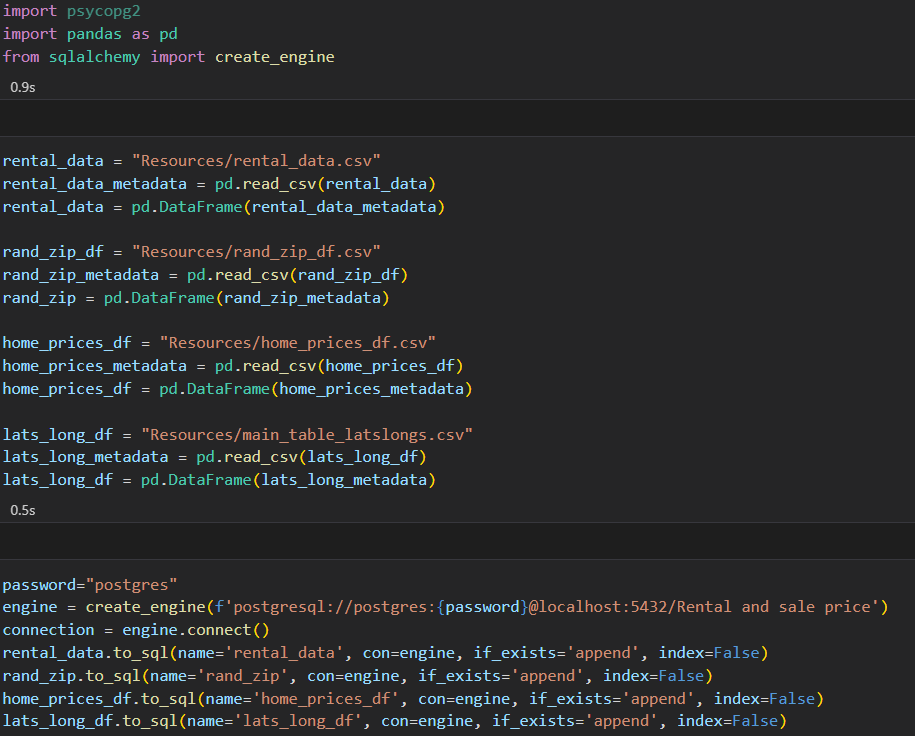 import psycopg2
import pandas as pd
from sqlalchemy import create_engine
0.9s
rental_data = "Resources/rental_data.csv"
rental_data_metadata = pd.read_csv(rental_data)
rental_data = pd.DataFrame(rental_data_metadata)
rand_zip_df = "Resources/rand_zip_df.csv"
rand_zip_metadata = pd.read_csv(rand_zip_df)
rand_zip = pd.DataFrame(rand_zip_metadata)
home_prices_df = "Resources/home_prices_df.csv"
home_prices_metadata = pd.read_csv(home_prices_df)
home_prices_df = pd.DataFrame(home_prices_metadata)
lats_long_df = "Resources/main_table_latslongs.csv"
lats_long_metadata = pd.read_csv(lats_long_df)
lats_long_df = pd.DataFrame(lats_long_metadata)
0.5s
password="postgres"
engine = create_engine(f'postgresql://postgres:{password}@localhost:5432/Rental and sale price')
connection = engine.connect()
rental_data.to_sql(name='rental_data', con=engine, if_exists='append', index=False)
rand_zip.to_sql(name='rand_zip', con=engine, if_exists='append', index=False)
home_prices_df.to_sql(name='home_prices_df', con=engine, if_exists='append', index=False)
lats_long_df.to_sql(name='lats_long_df', con=engine, if_exists='append', index=False)